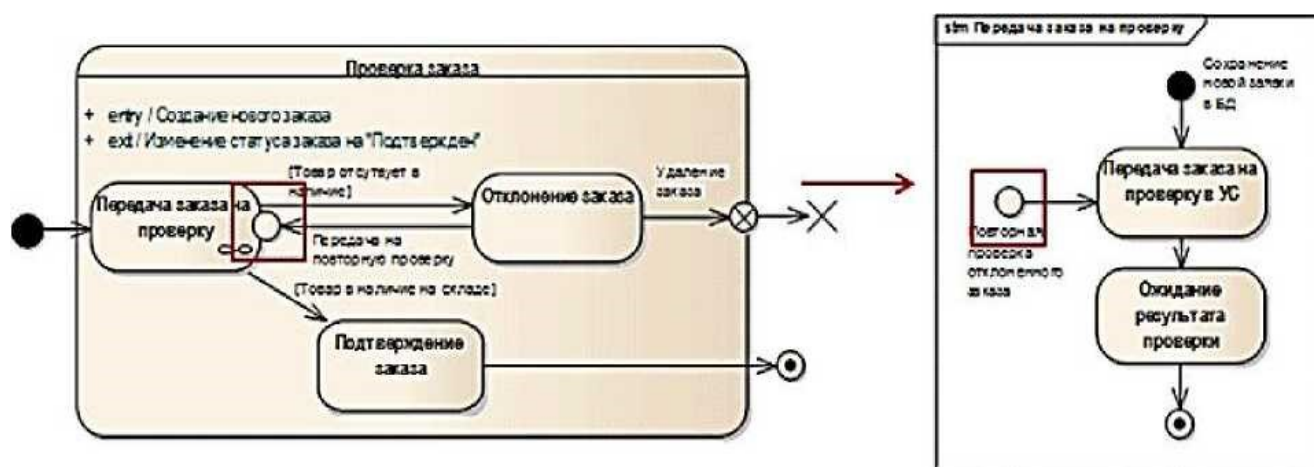 Проверка заказа
+ entry / Создание нового заказа
+ exit / Изменение статуса заказа на "Подтвержден"
[Товар отсутвует в
наличие]
Передача заказа на
проверку
Отклонение заказа
Удаление
заказа
Передача на
повторную проверку
[Товар в наличие на складе]
Подтверждение
заказа
stm Передача заказа на проверку
Сохранение
новой заявки
в БД
Передача заказа на
проверку в УС
Повторная
проверка
отклоненного
заказа
Ожидание
результата
проверки